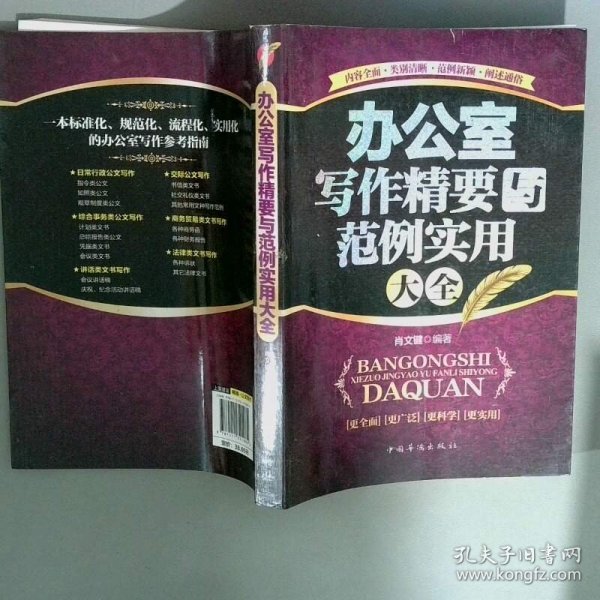 一本标准化、规范化、流程化、实用化
的办公室写作参考指南
★日常行政公文写作
指令类公文
知照类公文
规章制度类公文
★综合事务类公文写作
计划类文书
总结报告类公文
凭据类文书
会议类文书
★讲话类文书写作
会议讲话稿
庆祝、纪念活动讲话稿
★交际公文写作
书信类文书
社交礼仪类文书
其他常用文种写作范例
★商务贸易类文书写作
各种商务函
各种财务报告
★法律类文书写作
各种诉状
其它法律文书
办公室写作精要与范例实用大全
内容全面·类别清晰·范例新颖·阐述通俗
办公室
写作精要与
范例实用
大全
肖文键 编著
BANGONGSHI
XIEZUO JINGYAO YU FANLI SHIYONG
DAQUAN
[更全面] [更广泛] [更科学] [更实用]
中国华侨出版社
孔夫子旧书网
www.kongfz.com